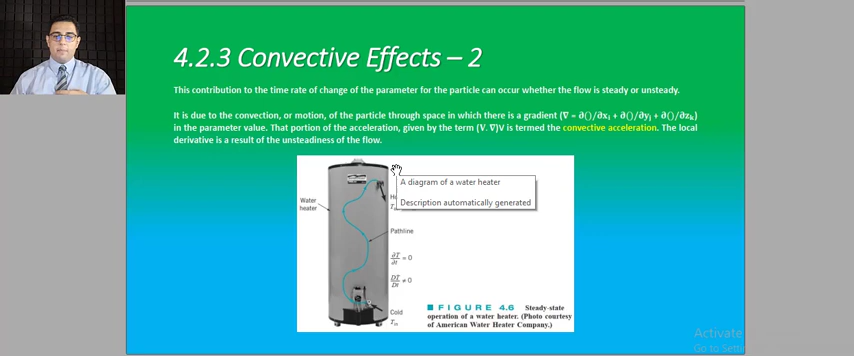 4.2.3 Convective Effects – 2
This contribution to the time rate of change of the parameter for the particle can occur whether the flow is steady or unsteady.
It is due to the convection, or motion, of the particle through space in which there is a gradient (∇ = ∂()/∂xᵢ + ∂()/∂yⱼ + ∂()/∂zₖ)
in the parameter value. That portion of the acceleration, given by the term (V. ∇)V is termed the convective acceleration. The local
derivative is a result of the unsteadiness of the flow.
A diagram of a water heater
Description automatically generated
Water
heater
Pathline
∂T/∂t = 0
DT/Dt ≠ 0
Cold
FIGURE 4.6 Steady-state
operation of a water heater. (Photo courtesy
of American Water Heater Company.)
Activate
Go to